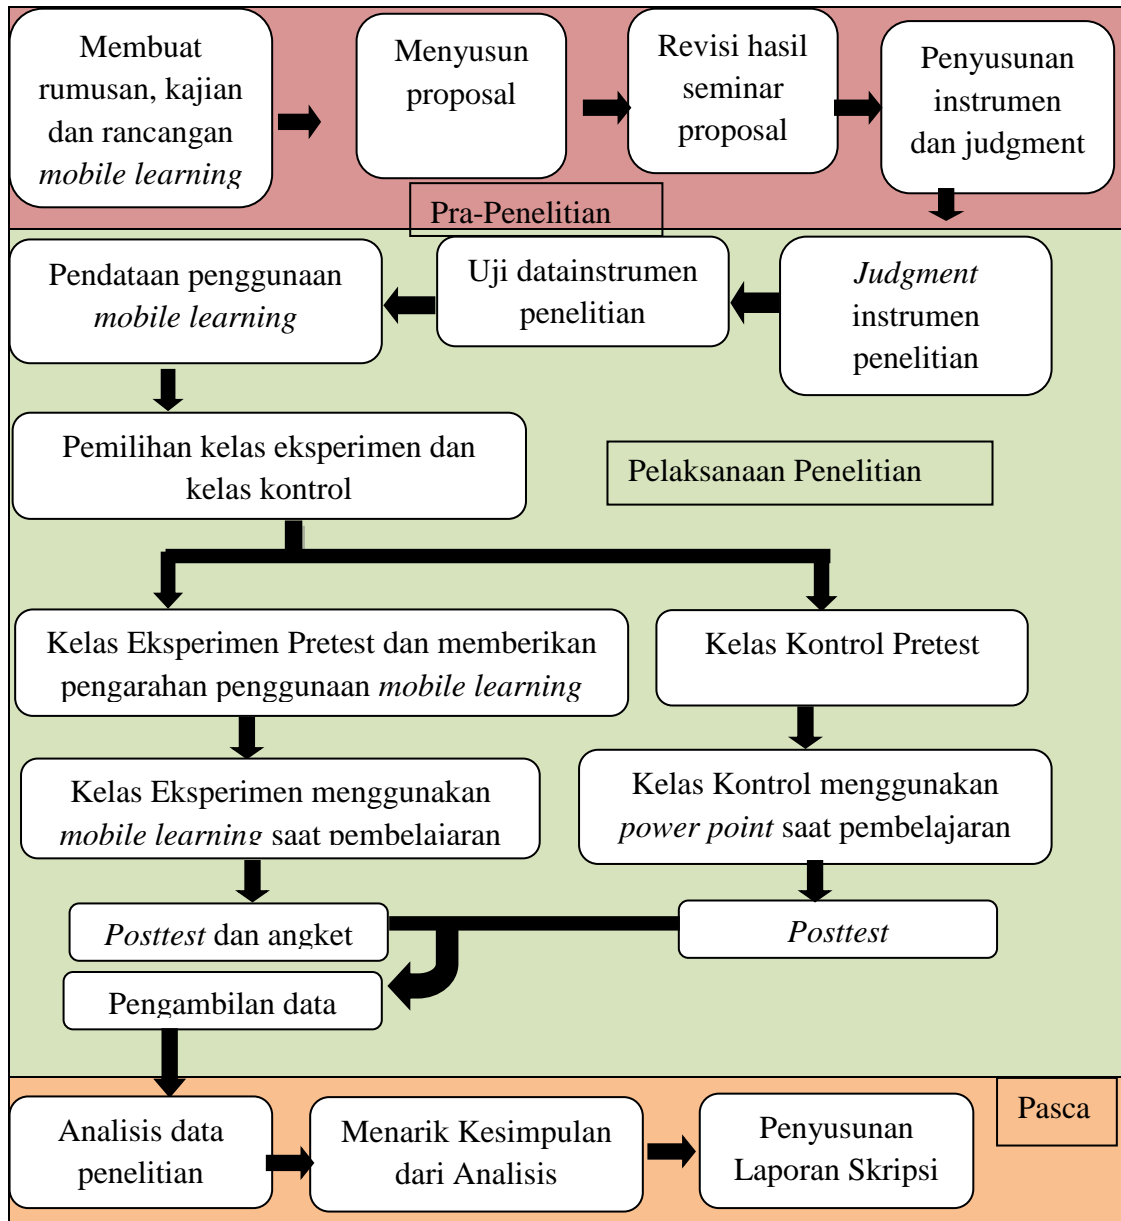 Membuat
rumusan, kajian
dan rancangan
mobile learning
Menyusun
proposal
Revisi hasil
seminar
proposal
Penyusunan
instrumen
dan judgment
Pra-Penelitian
Judgment
instrumen
penelitian
Uji datainstrumen
penelitian
Pendataan penggunaan
mobile learning
Pemilihan kelas eksperimen dan
kelas kontrol
Pelaksanaan Penelitian
Kelas Eksperimen Pretest dan memberikan
pengarahan penggunaan mobile learning
Kelas Kontrol Pretest
Kelas Eksperimen menggunakan
mobile learning saat pembelajaran
Kelas Kontrol menggunakan
power point saat pembelajaran
Posttest dan angket
Posttest
Pengambilan data
Pasca
Analisis data
penelitian
Menarik Kesimpulan
dari Analisis
Penyusunan
Laporan Skripsi